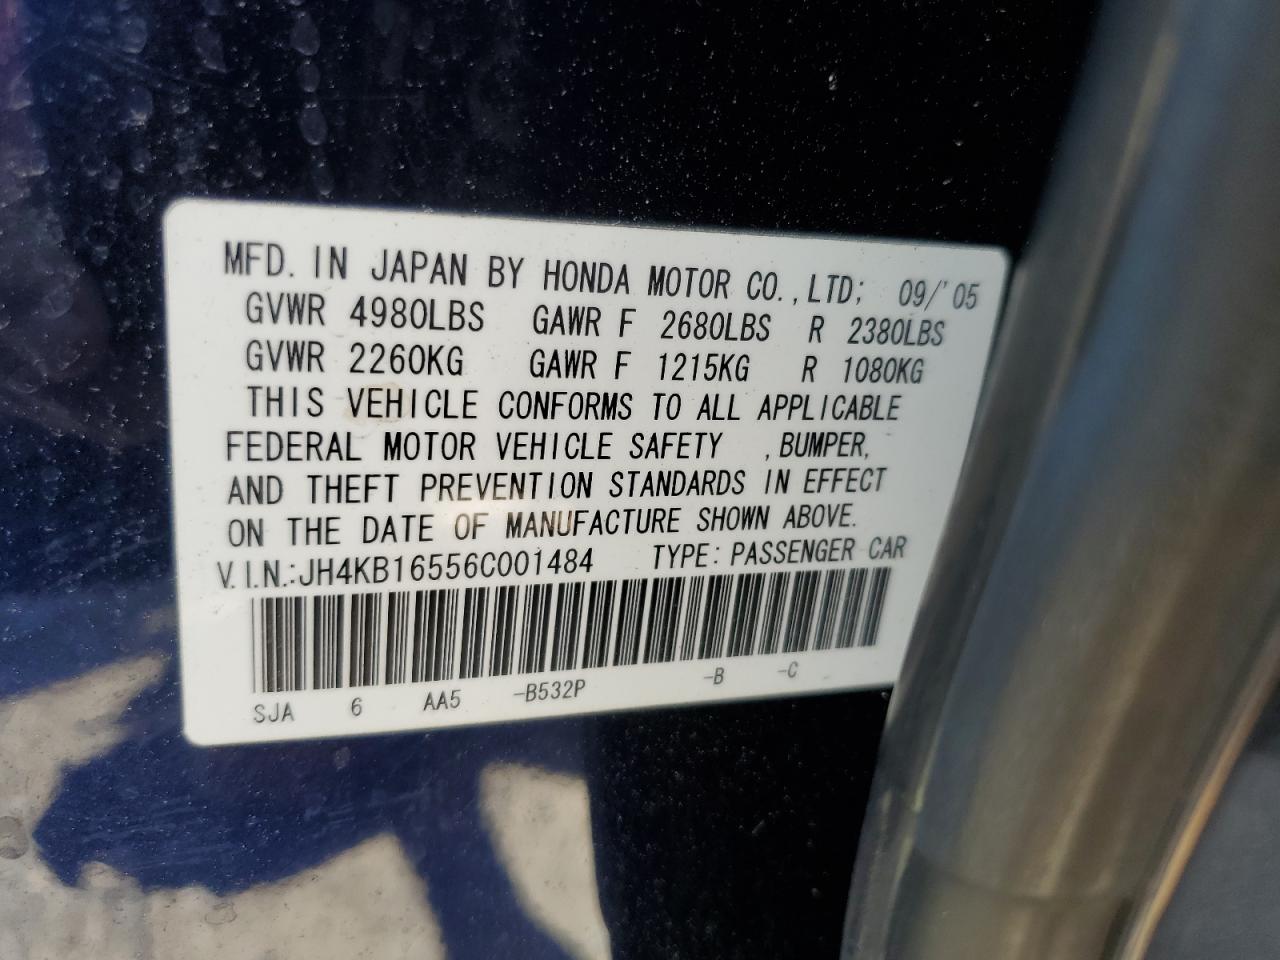 MFD. IN JAPAN BY HONDA MOTOR CO.,LTD; 09/'05
GVWR 4980LBS GAWR F 2680LBS R 2380LBS
GVWR 2260KG GAWR F 1215KG R 1080KG
THIS VEHICLE CONFORMS TO ALL APPLICABLE
FEDERAL MOTOR VEHICLE SAFETY ,BUMPER,
AND THEFT PREVENTION STANDARDS IN EFFECT
ON THE DATE OF MANUFACTURE SHOWN ABOVE.
V.I.N.:JH4KB16556C001484 TYPE:PASSENGER CAR
SJA 6 AA5 -B532P -B -C